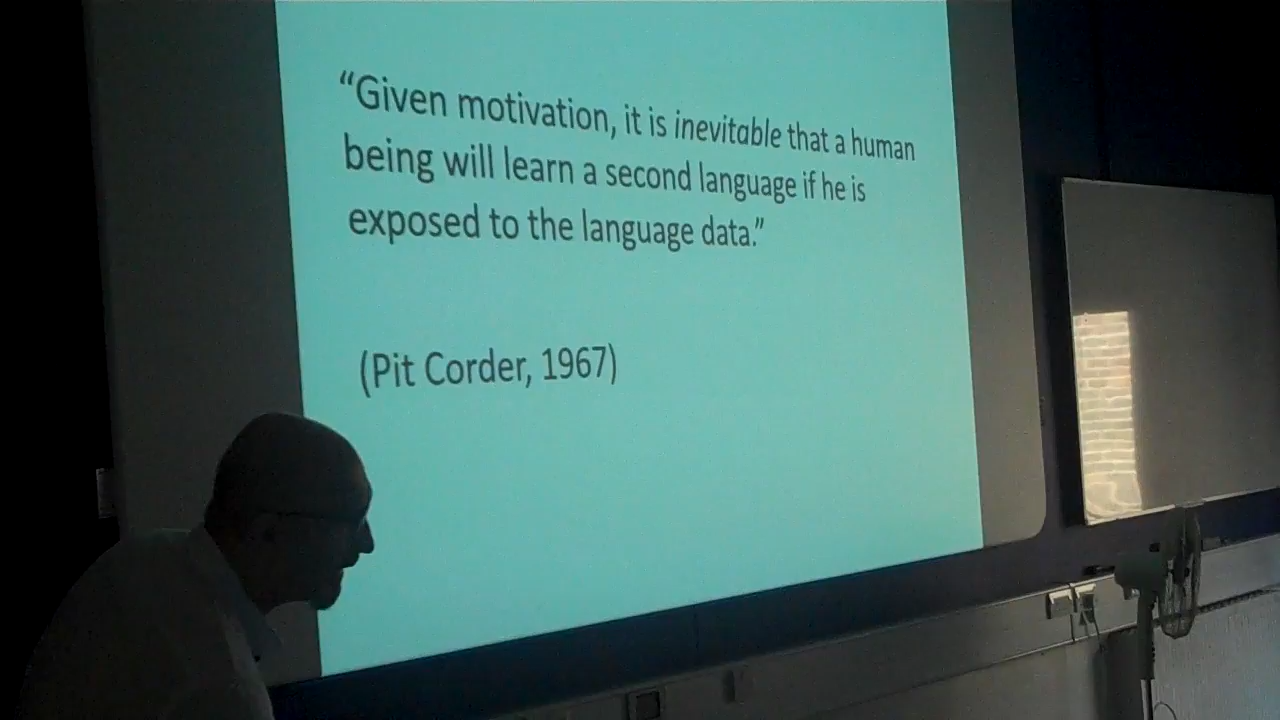 “Given motivation, it is inevitable that a human
being will learn a second language if he is
exposed to the language data.”
(Pit Corder, 1967)